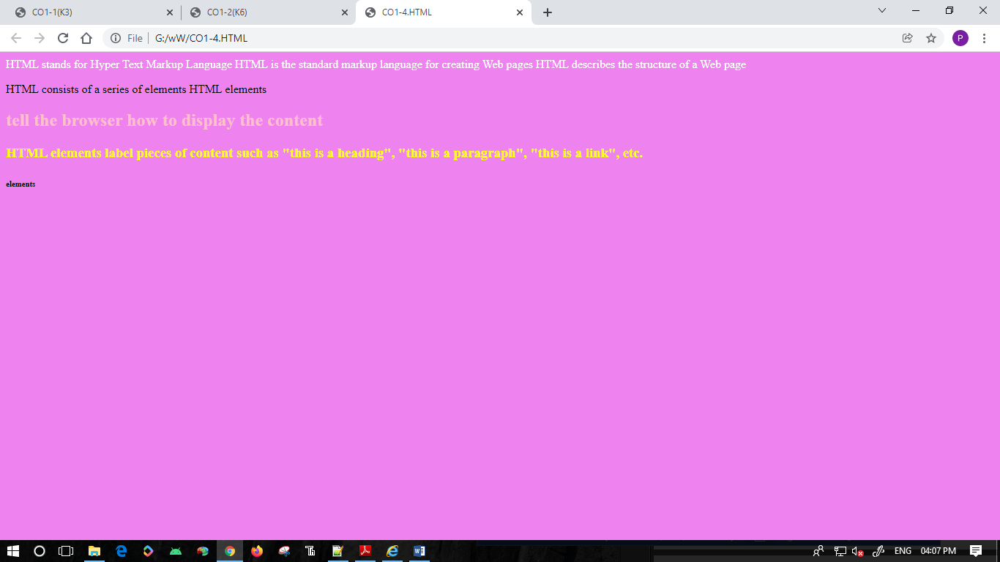 CO1-1(K3)
CO1-2(K6)
CO1-4.HTML
File
G:/wW/CO1-4.HTML
P
HTML stands for Hyper Text Markup Language HTML is the standard markup language for creating Web pages HTML describes the structure of a Web page
HTML consists of a series of elements HTML elements
tell the browser how to display the content
HTML elements label pieces of content such as "this is a heading", "this is a paragraph", "this is a link", etc.
elements
ENG
04:07 PM